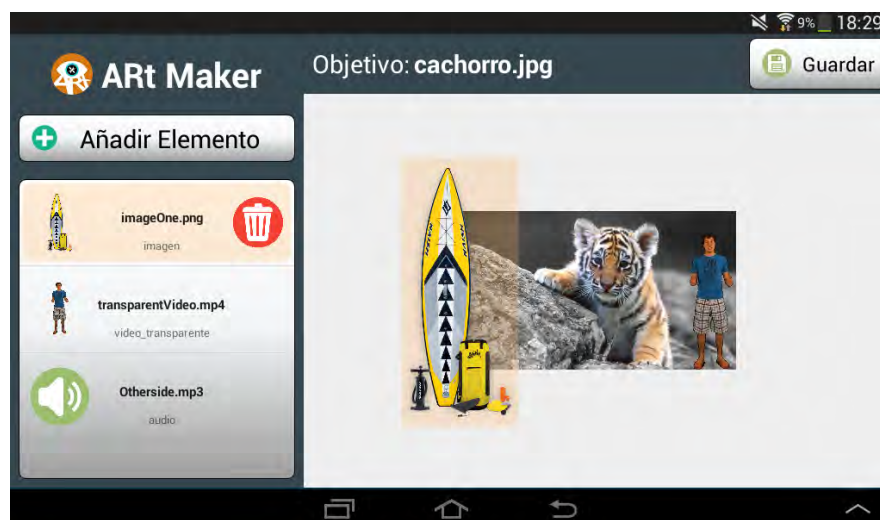 9% 18:29
ARt Maker
Objetivo: cachorro.jpg
Guardar
Añadir Elemento
imageOne.png
imagen
transparentVideo.mp4
video_transparente
Otherside.mp3
audio